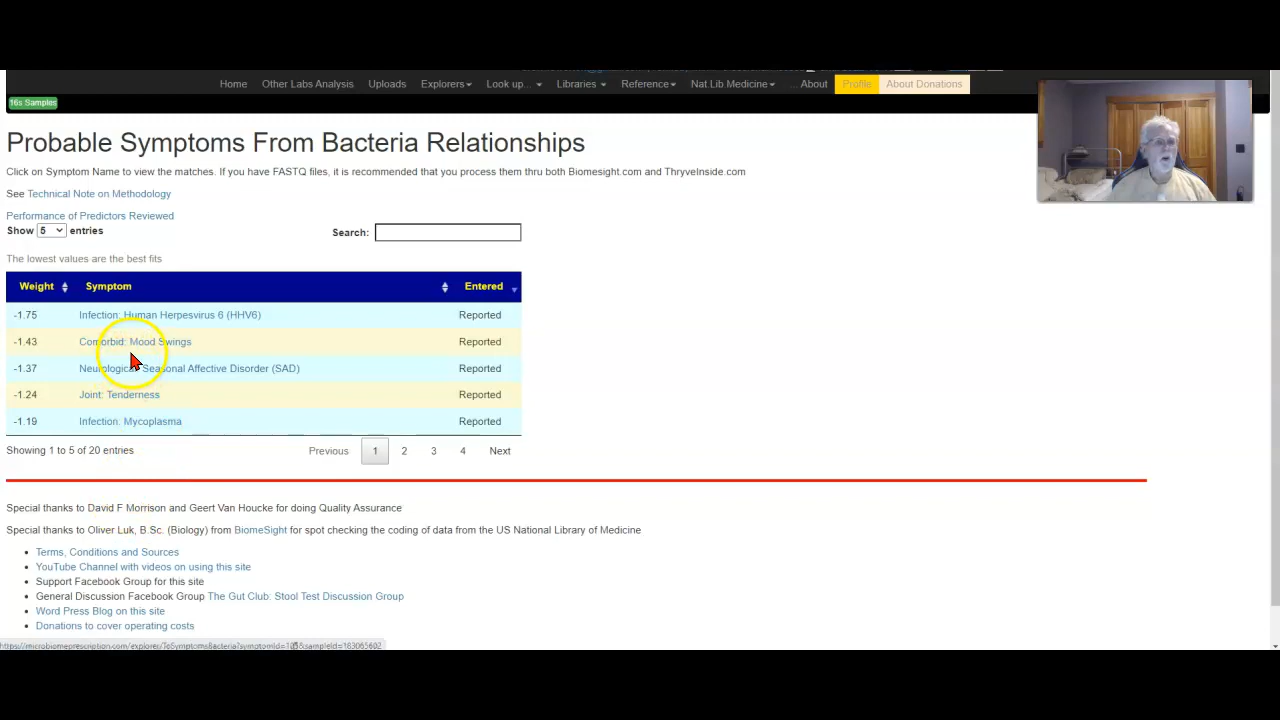 Home Other Labs Analysis Uploads Explorers Look up... Libraries Reference Nat.Lib.Medicine ... About Profile About Donations
16s Samples
Probable Symptoms From Bacteria Relationships
Click on Symptom Name to view the matches. If you have FASTQ files, it is recommended that you process them thru both Biomesight.com and ThryveInside.com
See Technical Note on Methodology
Performance of Predictors Reviewed
Show 5 entries Search:
The lowest values are the best fits
Weight Symptom Entered
-1.75 Infection: Human Herpesvirus 6 (HHV6) Reported
-1.43 Comorbid: Mood Swings Reported
-1.37 Neurological: Seasonal Affective Disorder (SAD) Reported
-1.24 Joint: Tenderness Reported
-1.19 Infection: Mycoplasma Reported
Showing 1 to 5 of 20 entries Previous 1 2 3 4 Next
Special thanks to David F Morrison and Geert Van Houcke for doing Quality Assurance
Special thanks to Oliver Luk, B.Sc. (Biology) from BiomeSight for spot checking the coding of data from the US National Library of Medicine
Terms, Conditions and Sources
YouTube Channel with videos on using this site
Support Facebook Group for this site
General Discussion Facebook Group The Gut Club: Stool Test Discussion Group
Word Press Blog on this site
Donations to cover operating costs